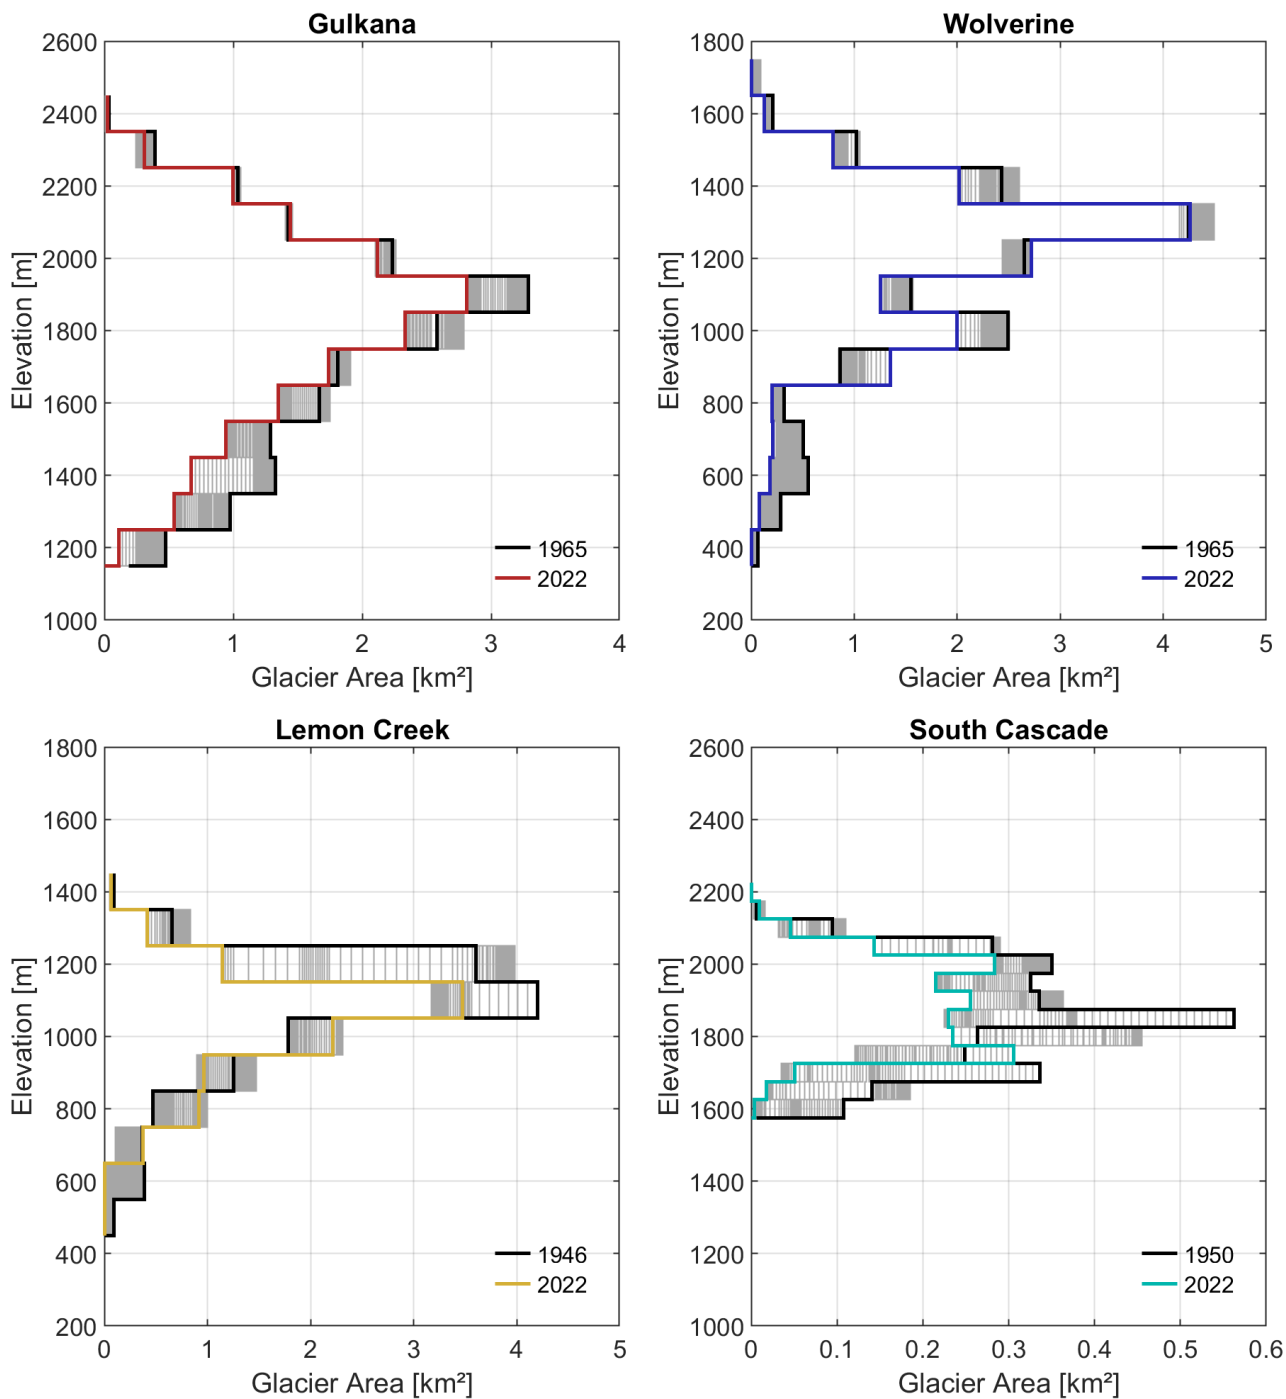 Gulkana
2600
2400
2200
2000
1800
1600
1400
1200
1000
Elevation [m]
0 1 2 3 4
Glacier Area [km²]
1965
2022
Wolverine
1800
1600
1400
1200
1000
800
600
400
200
Elevation [m]
0 1 2 3 4 5
Glacier Area [km²]
1965
2022
Lemon Creek
1800
1600
1400
1200
1000
800
600
400
200
Elevation [m]
0 1 2 3 4 5
Glacier Area [km²]
1946
2022
South Cascade
2600
2400
2200
2000
1800
1600
1400
1200
1000
Elevation [m]
0 0.1 0.2 0.3 0.4 0.5 0.6
Glacier Area [km²]
1950
2022